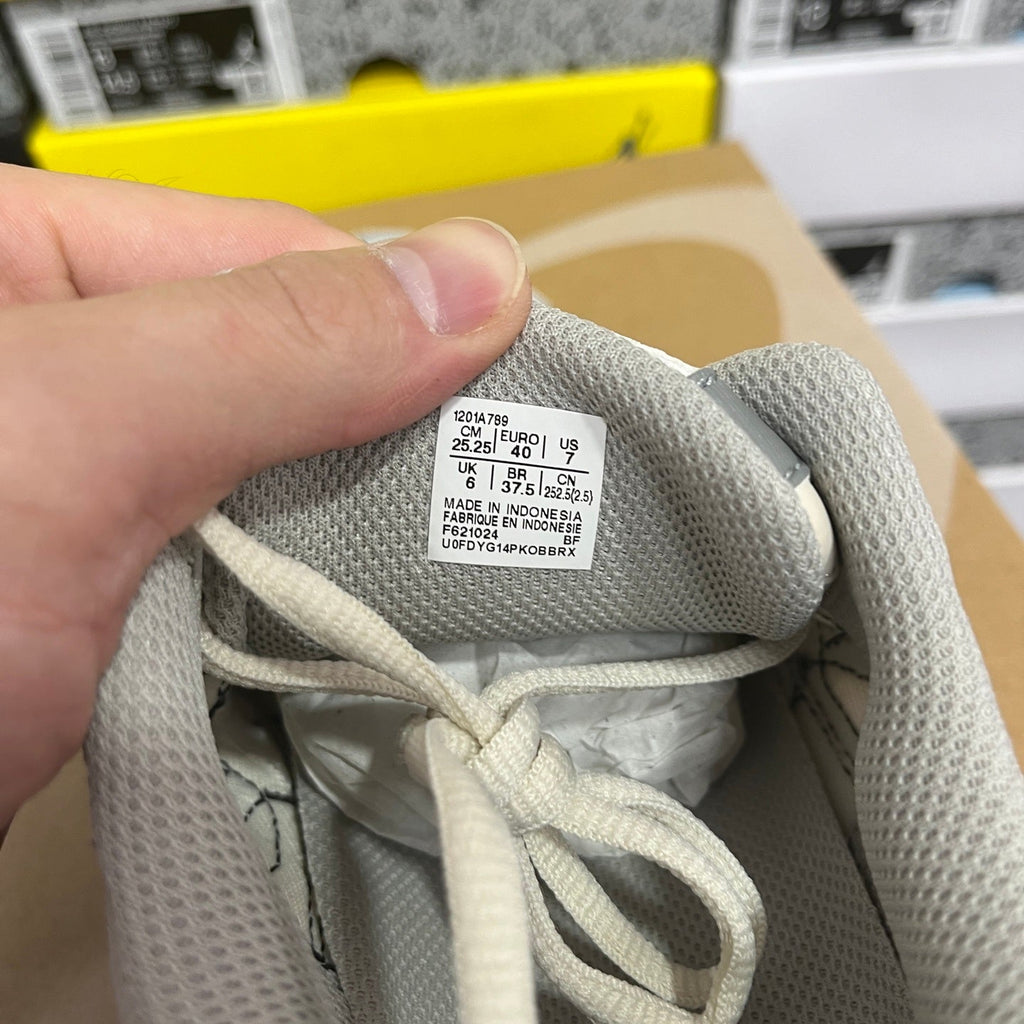 1201A789
CM EURO US
25.25 40 7
UK BR CN
6 37.5 252.5(2.5)
MADE IN INDONESIA
FABRIQUE EN INDONESIE
F621024 BF
U0FDYG14PKOBBRX